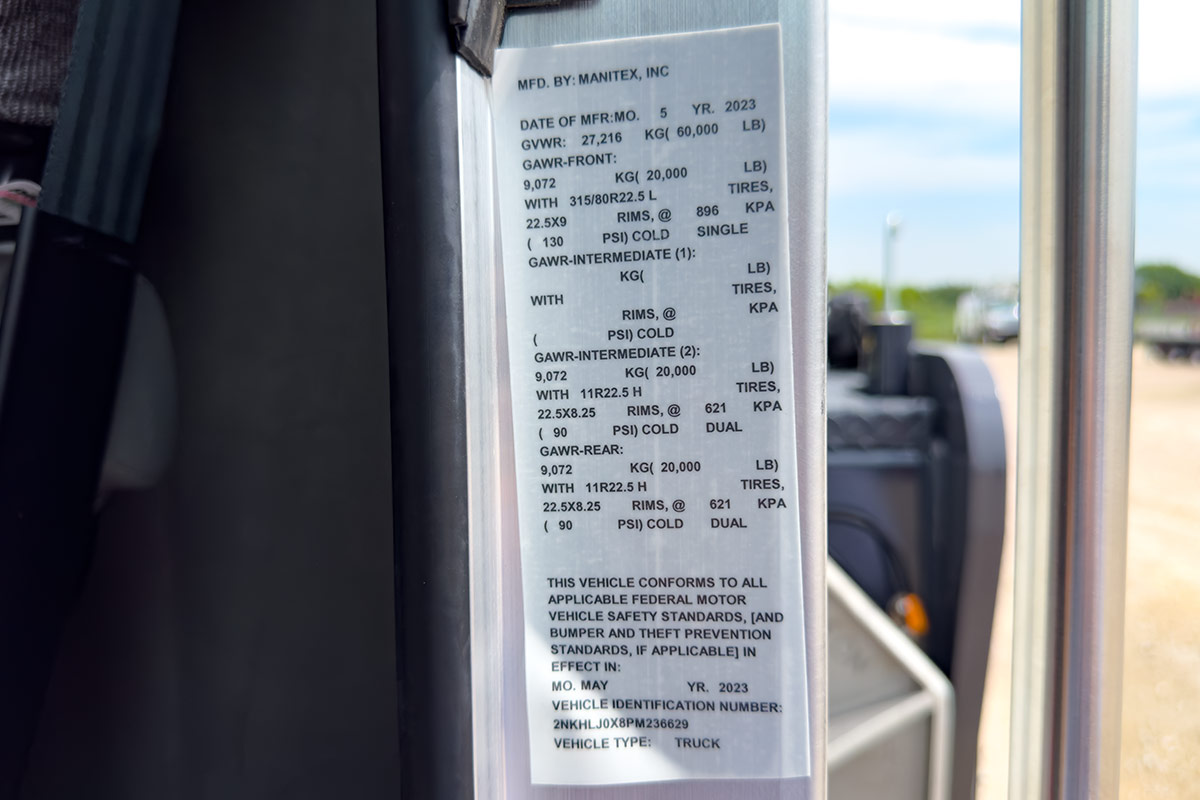 MFD. BY: MANITEX, INC
DATE OF MFR:MO. 5 YR. 2023
GVWR: 27,216 KG( 60,000 LB)
GAWR-FRONT:
9,072 KG( 20,000 LB)
WITH 315/80R22.5 L TIRES,
22.5X9 RIMS, @ 896 KPA
( 130 PSI) COLD SINGLE
GAWR-INTERMEDIATE (1):
KG( LB)
WITH TIRES,
RIMS, @ KPA
( PSI) COLD
GAWR-INTERMEDIATE (2):
9,072 KG( 20,000 LB)
WITH 11R22.5 H TIRES,
22.5X8.25 RIMS, @ 621 KPA
( 90 PSI) COLD DUAL
GAWR-REAR:
9,072 KG( 20,000 LB)
WITH 11R22.5 H TIRES,
22.5X8.25 RIMS, @ 621 KPA
( 90 PSI) COLD DUAL
THIS VEHICLE CONFORMS TO ALL
APPLICABLE FEDERAL MOTOR
VEHICLE SAFETY STANDARDS, [AND
BUMPER AND THEFT PREVENTION
STANDARDS, IF APPLICABLE] IN
EFFECT IN:
MO. MAY YR. 2023
VEHICLE IDENTIFICATION NUMBER:
2NKHLJ0X8PM236629
VEHICLE TYPE: TRUCK